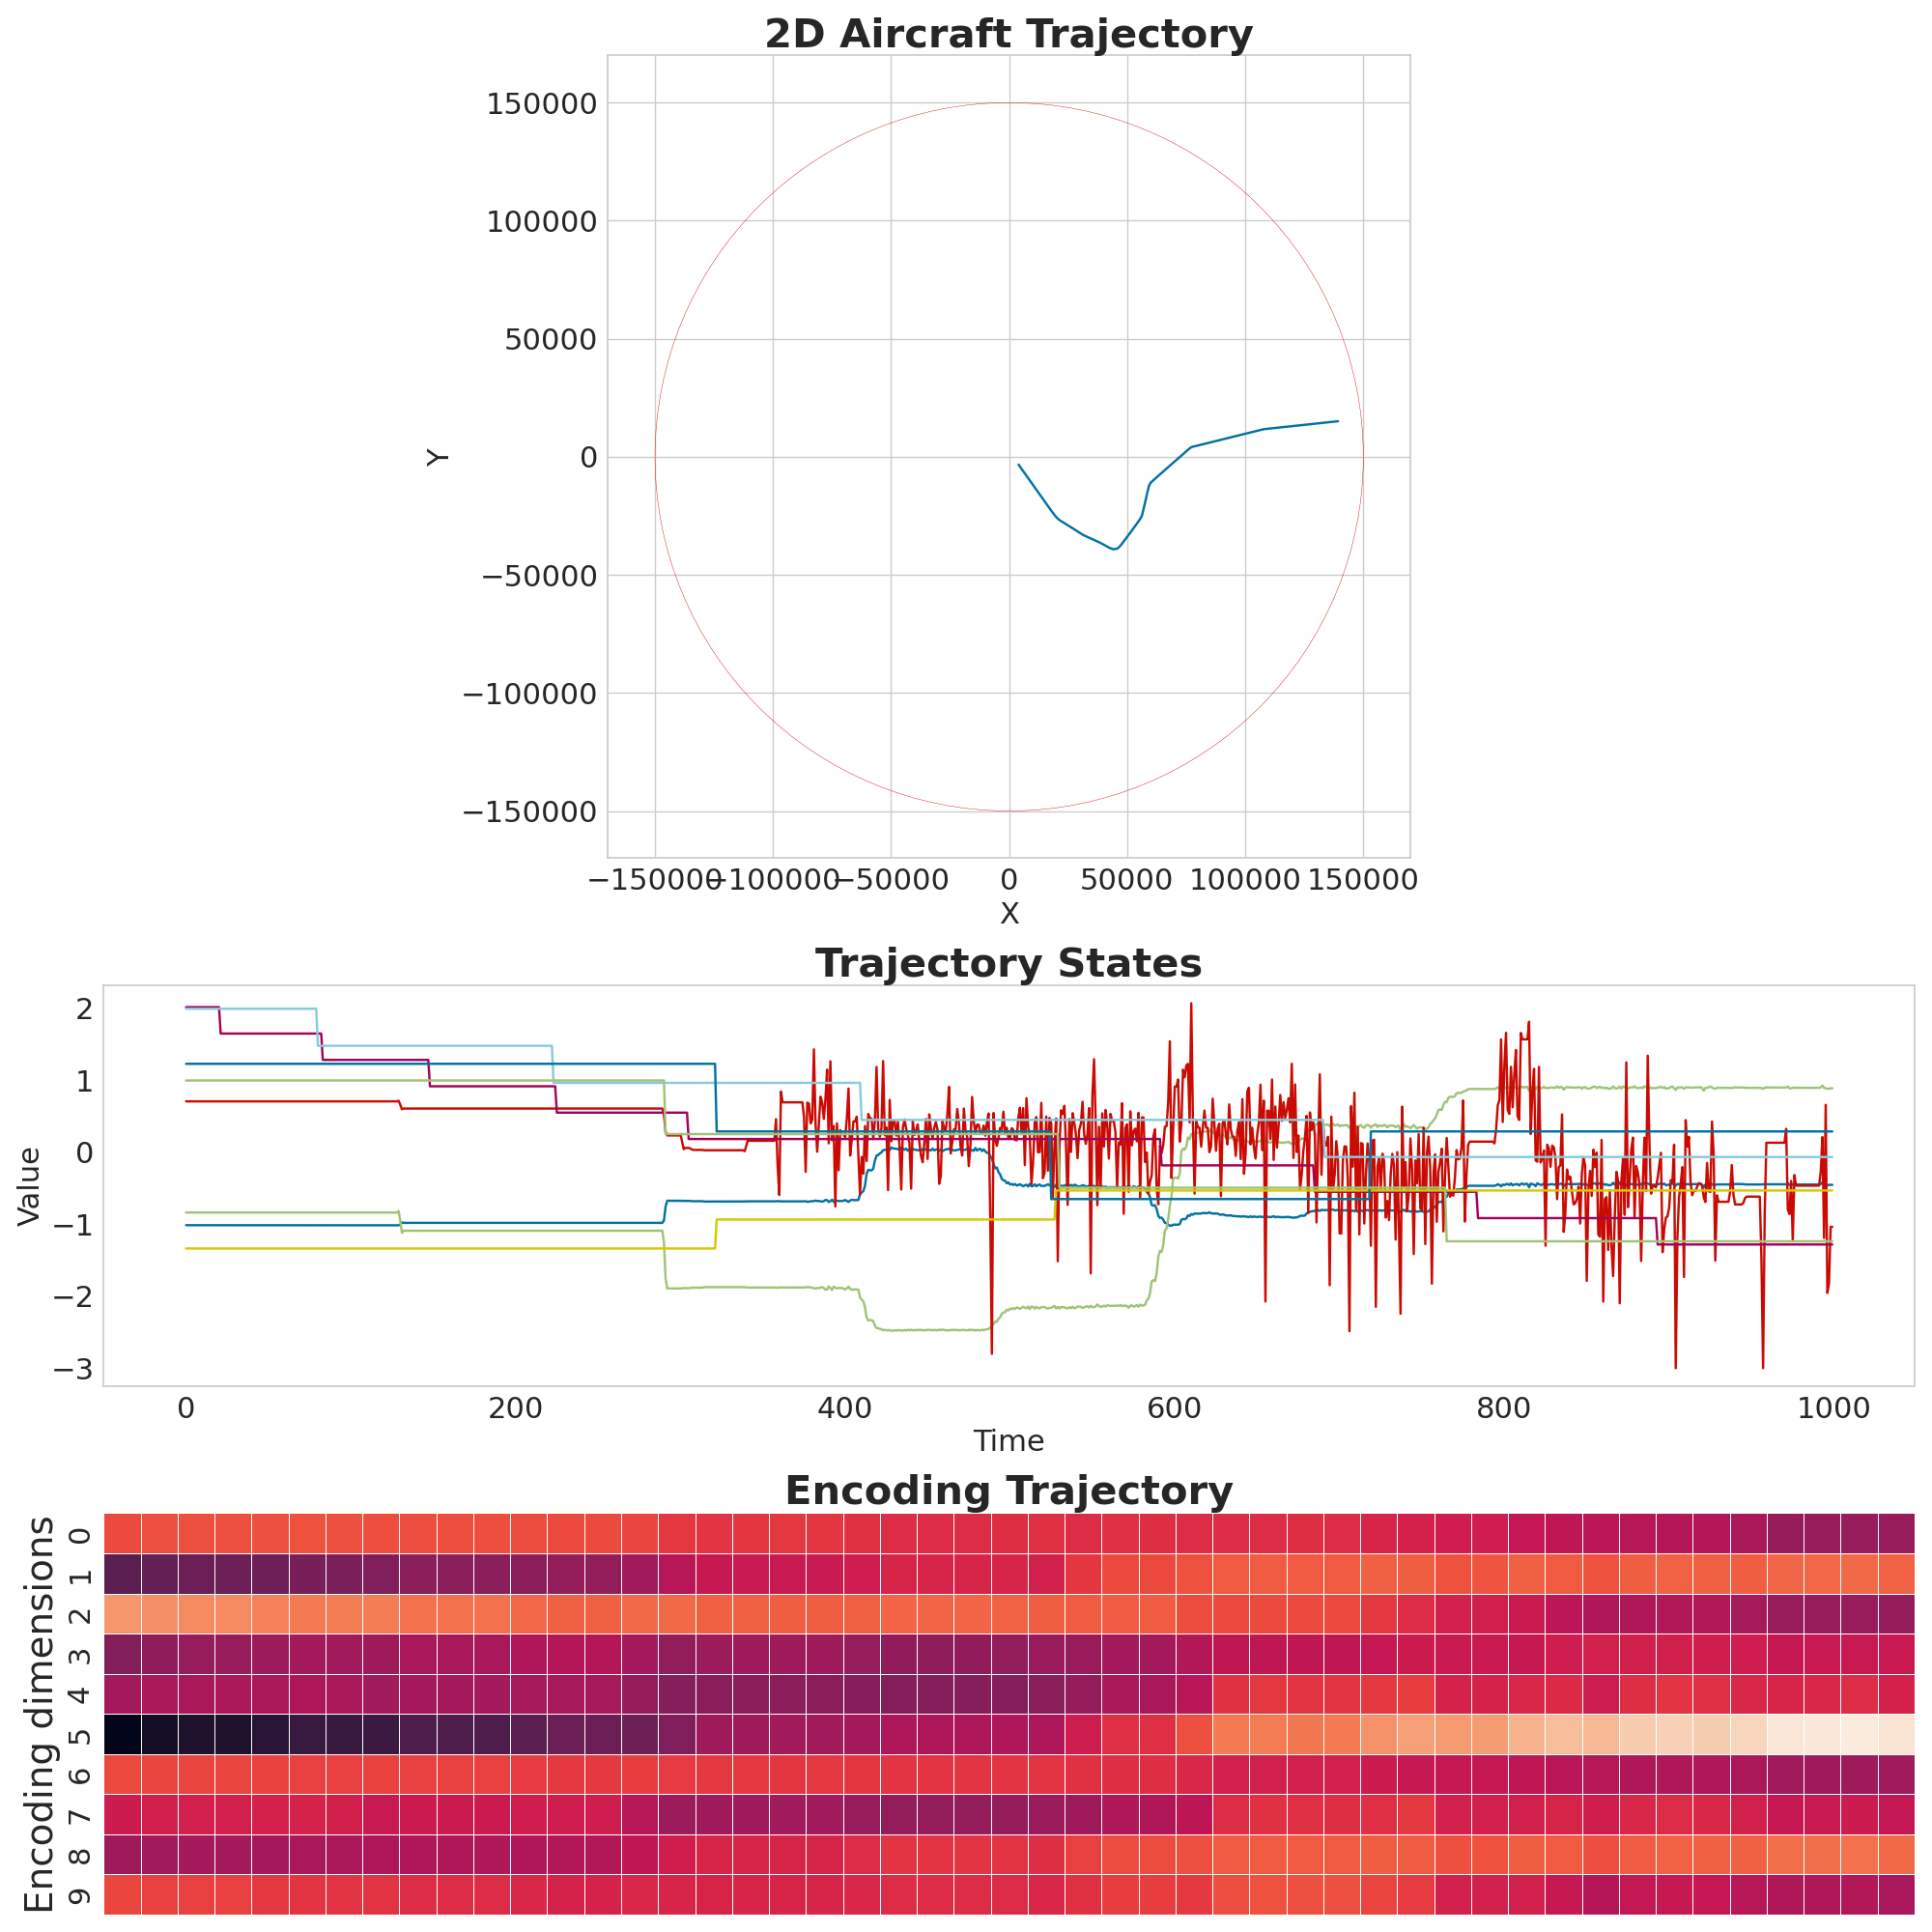 2D Aircraft Trajectory
150000
100000
50000
0
−50000
−100000
−150000
Y
−150000 −100000 −50000 0 50000 100000 150000
X
Trajectory States
2
1
0
−1
−2
−3
Value
0 200 400 600 800 1000
Time
Encoding Trajectory
Encoding dimensions
0
1
2
3
4
5
6
7
8
9